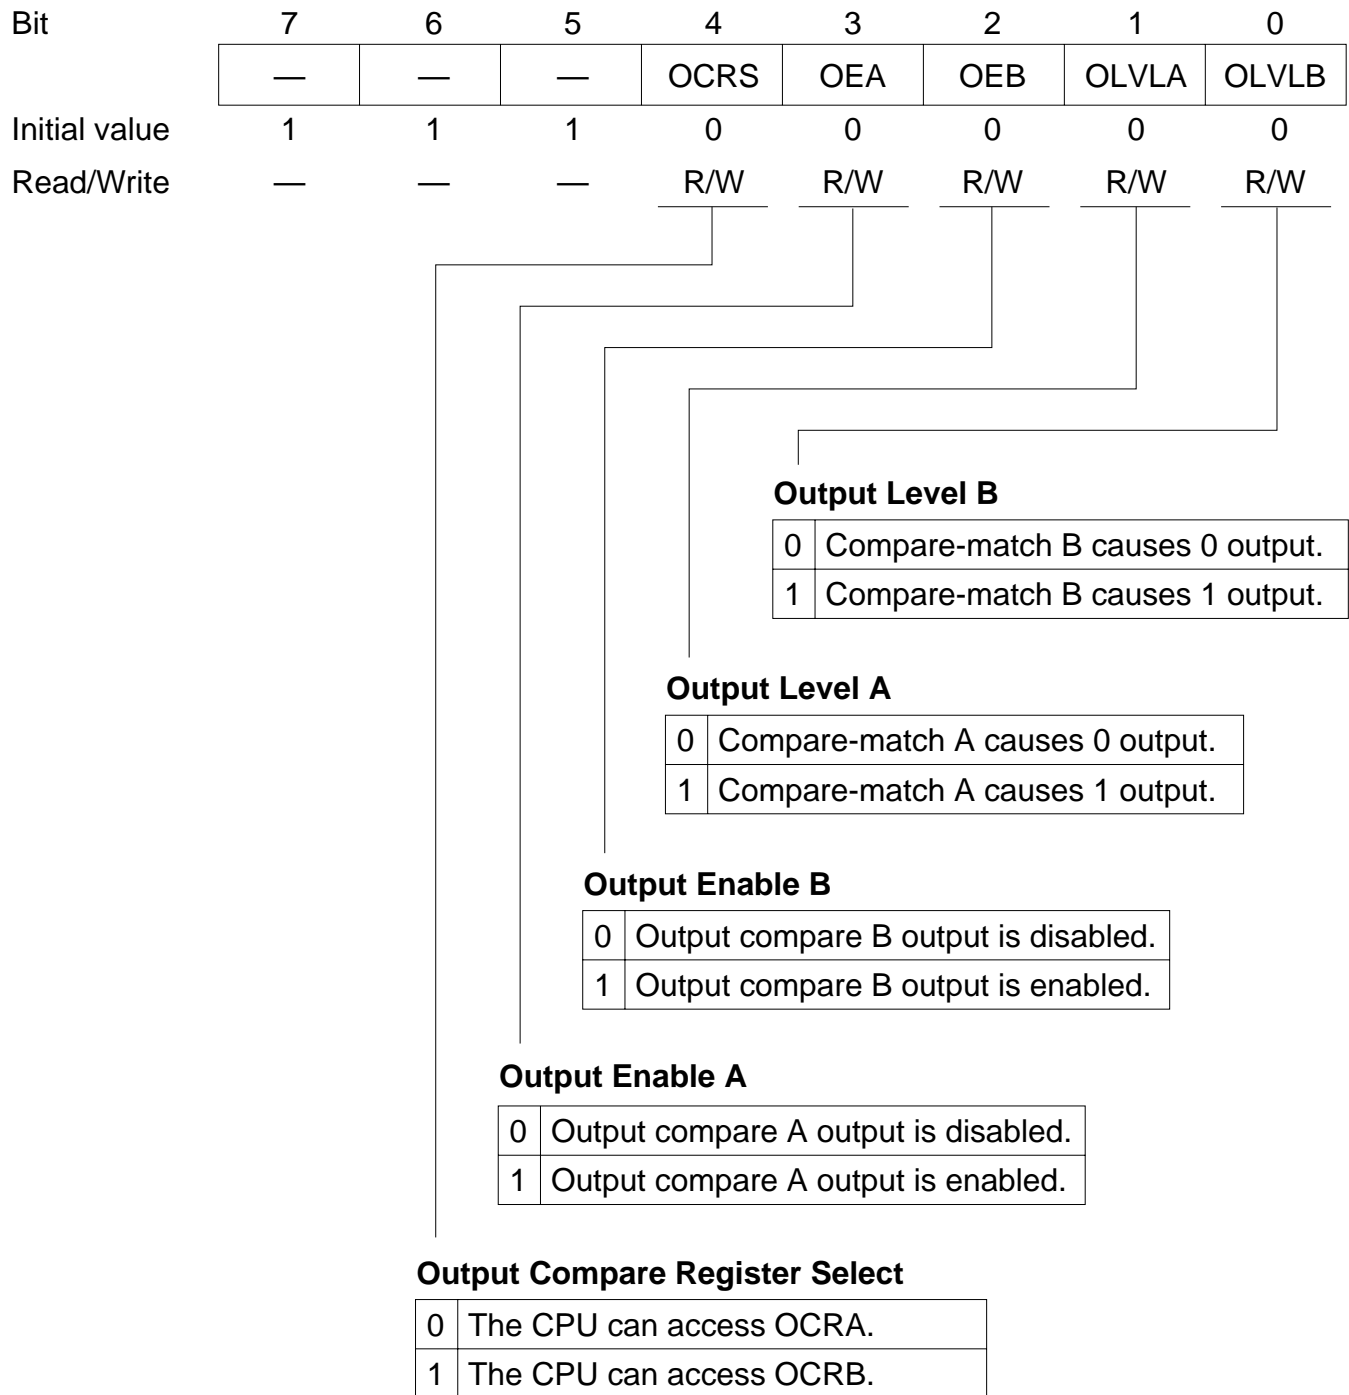 Bit 7 6 5 4 3 2 1 0
— — — OCRS OEA OEB OLVLA OLVLB
Initial value 1 1 1 0 0 0 0 0
Read/Write — — — R/W R/W R/W R/W R/W
Output Level B
0 Compare-match B causes 0 output.
1 Compare-match B causes 1 output.
Output Level A
0 Compare-match A causes 0 output.
1 Compare-match A causes 1 output.
Output Enable B
0 Output compare B output is disabled.
1 Output compare B output is enabled.
Output Enable A
0 Output compare A output is disabled.
1 Output compare A output is enabled.
Output Compare Register Select
0 The CPU can access OCRA.
1 The CPU can access OCRB.